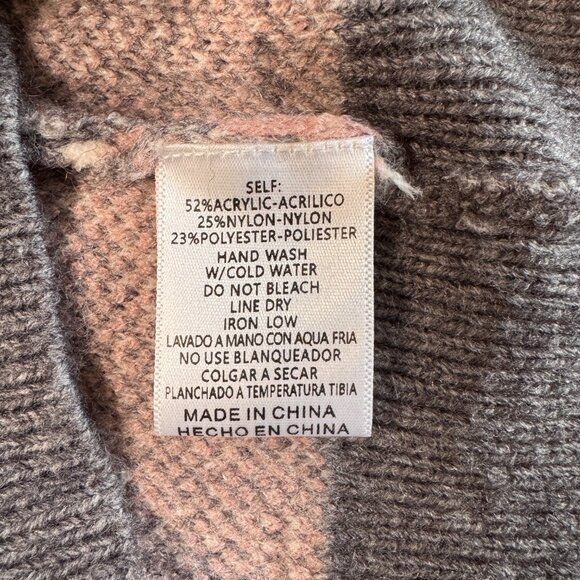 SELF:
52%ACRYLIC-ACRILICO
25%NYLON-NYLON
23%POLYESTER-POLIESTER
HAND WASH
W/COLD WATER
DO NOT BLEACH
LINE DRY
IRON LOW
LAVADO A MANO CON AQUA FRIA
NO USE BLANQUEADOR
COLGAR A SECAR
PLANCHADO A TEMPERATURA TIBIA
MADE IN CHINA
HECHO EN CHINA